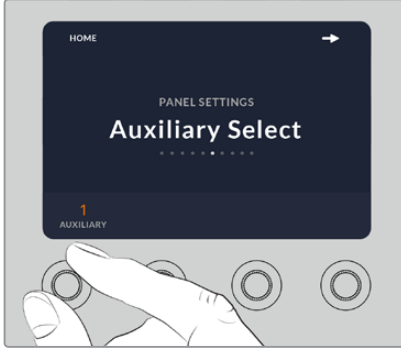 HOME
PANEL SETTINGS
Auxiliary Select
1
AUXILIARY